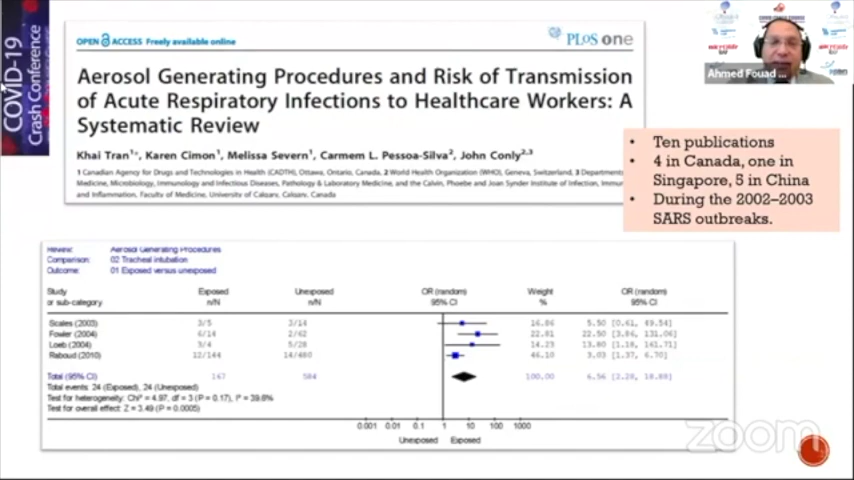 COVID-19
Crash Conference
OPEN ACCESS Freely available online
PLoS one
Aerosol Generating Procedures and Risk of Transmission
of Acute Respiratory Infections to Healthcare Workers: A
Systematic Review
Khai Tran1*, Karen Cimon1, Melissa Severn1, Carmem L. Pessoa-Silva2, John Conly2,3
1 Canadian Agency for Drugs and Technologies in Health (CADTH), Ottawa, Ontario, Canada, 2 World Health Organization (WHO), Geneva, Switzerland, 3 Departments
Medicine, Microbiology, Immunology and Infectious Diseases, Pathology & Laboratory Medicine, and the Calvin, Phoebe and Joan Synder Institute of Infection, Immun
and Inflammation, Faculty of Medicine, University of Calgary, Calgary, Canada
Ahmed Fouad ...
• Ten publications
• 4 in Canada, one in
Singapore, 5 in China
• During the 2002–2003
SARS outbreaks.
Review: Aerosol Generating Procedures
Comparison: 02 Tracheal intubation
Outcome: 01 Exposed versus unexposed
Study Exposed Unexposed OR (random) Weight OR (random)
or sub-category n/N n/N 95% CI % 95% CI
Scales (2003) 3/5 3/14 16.86 5.50 [0.61, 49.54]
Fowler (2004) 6/14 2/62 22.81 22.50 [3.86, 131.06]
Loeb (2004) 3/4 5/28 14.23 13.80 [1.18, 161.71]
Raboud (2010) 12/144 14/480 46.10 3.03 [1.37, 6.70]
Total (95% CI) 167 584 100.00 6.56 [2.29, 18.88]
Total events: 24 (Exposed), 24 (Unexposed)
Test for heterogeneity: Chi² = 4.97, df = 3 (P = 0.17), I² = 39.6%
Test for overall effect: Z = 3.49 (P = 0.0005)
0.001 0.01 0.1 1 10 100 1000
Unexposed Exposed
zoom